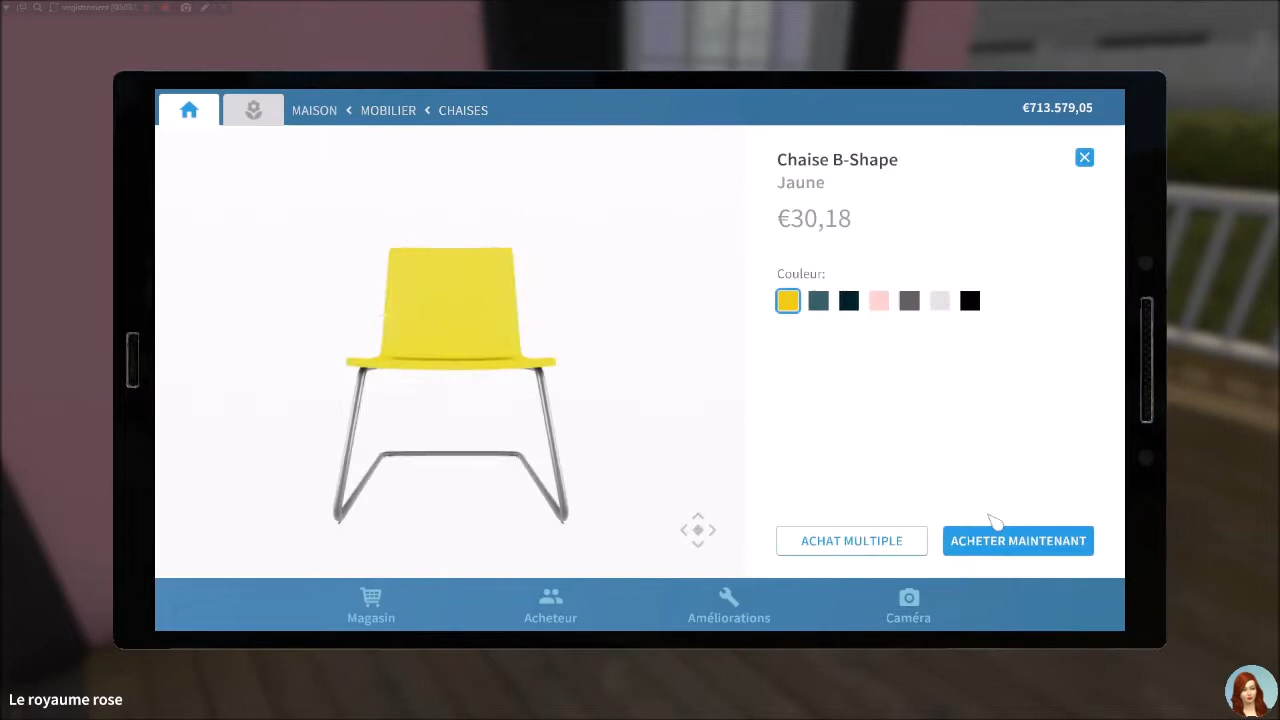 MAISON < MOBILIER < CHAISES
€713.579,05
Chaise B-Shape
Jaune
€30,18
Couleur:
ACHAT MULTIPLE
ACHETER MAINTENANT
Magasin
Acheteur
Améliorations
Caméra
Le royaume rose